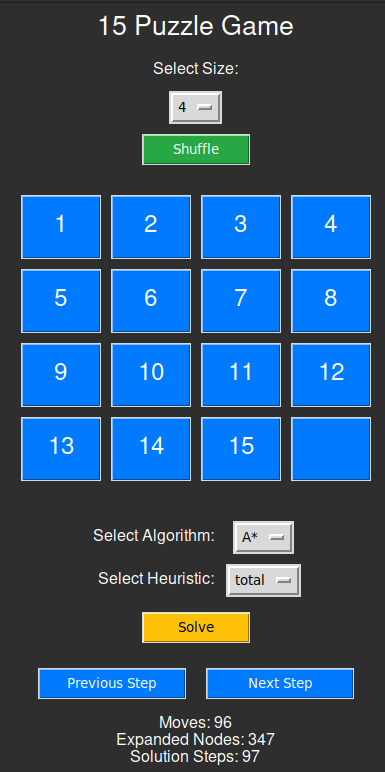 15 Puzzle Game
Select Size:
4
Shuffle
1 2 3 4
5 6 7 8
9 10 11 12
13 14 15
Select Algorithm: A*
Select Heuristic: total
Solve
Previous Step Next Step
Moves: 96
Expanded Nodes: 347
Solution Steps: 97